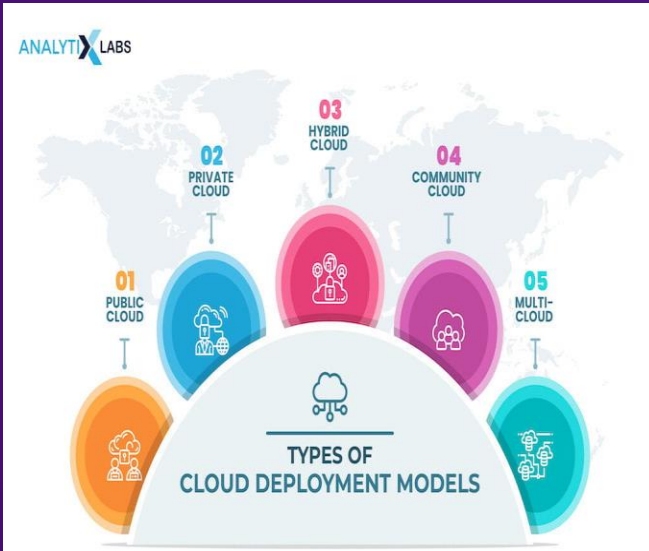 ANALYTIX LABS
01
PUBLIC
CLOUD
02
PRIVATE
CLOUD
03
HYBRID
CLOUD
04
COMMUNITY
CLOUD
05
MULTI-
CLOUD
TYPES OF
CLOUD DEPLOYMENT MODELS